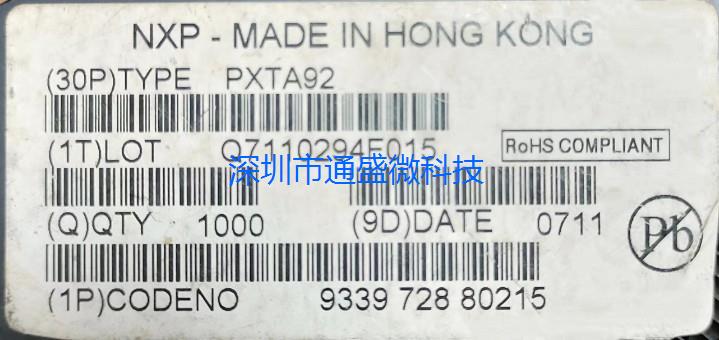 NXP - MADE IN HONG KONG
(30P)TYPE PXTA92
(1T)LOT Q7110294E015
RoHS COMPLIANT
深圳市通盛微科技
(Q)QTY 1000 (9D)DATE 0711
Pb
(1P)CODENO 9339 728 80215